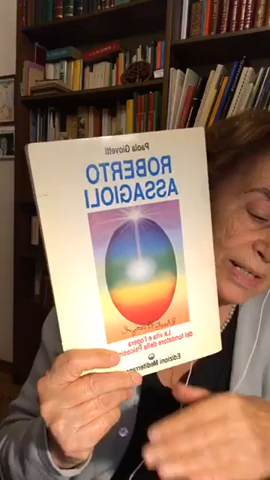 Paola Giovetti
ROBERTO
ASSAGIOLI
La vita e l'opera
del fondatore della Psicosintesi
Edizioni Mediterranee